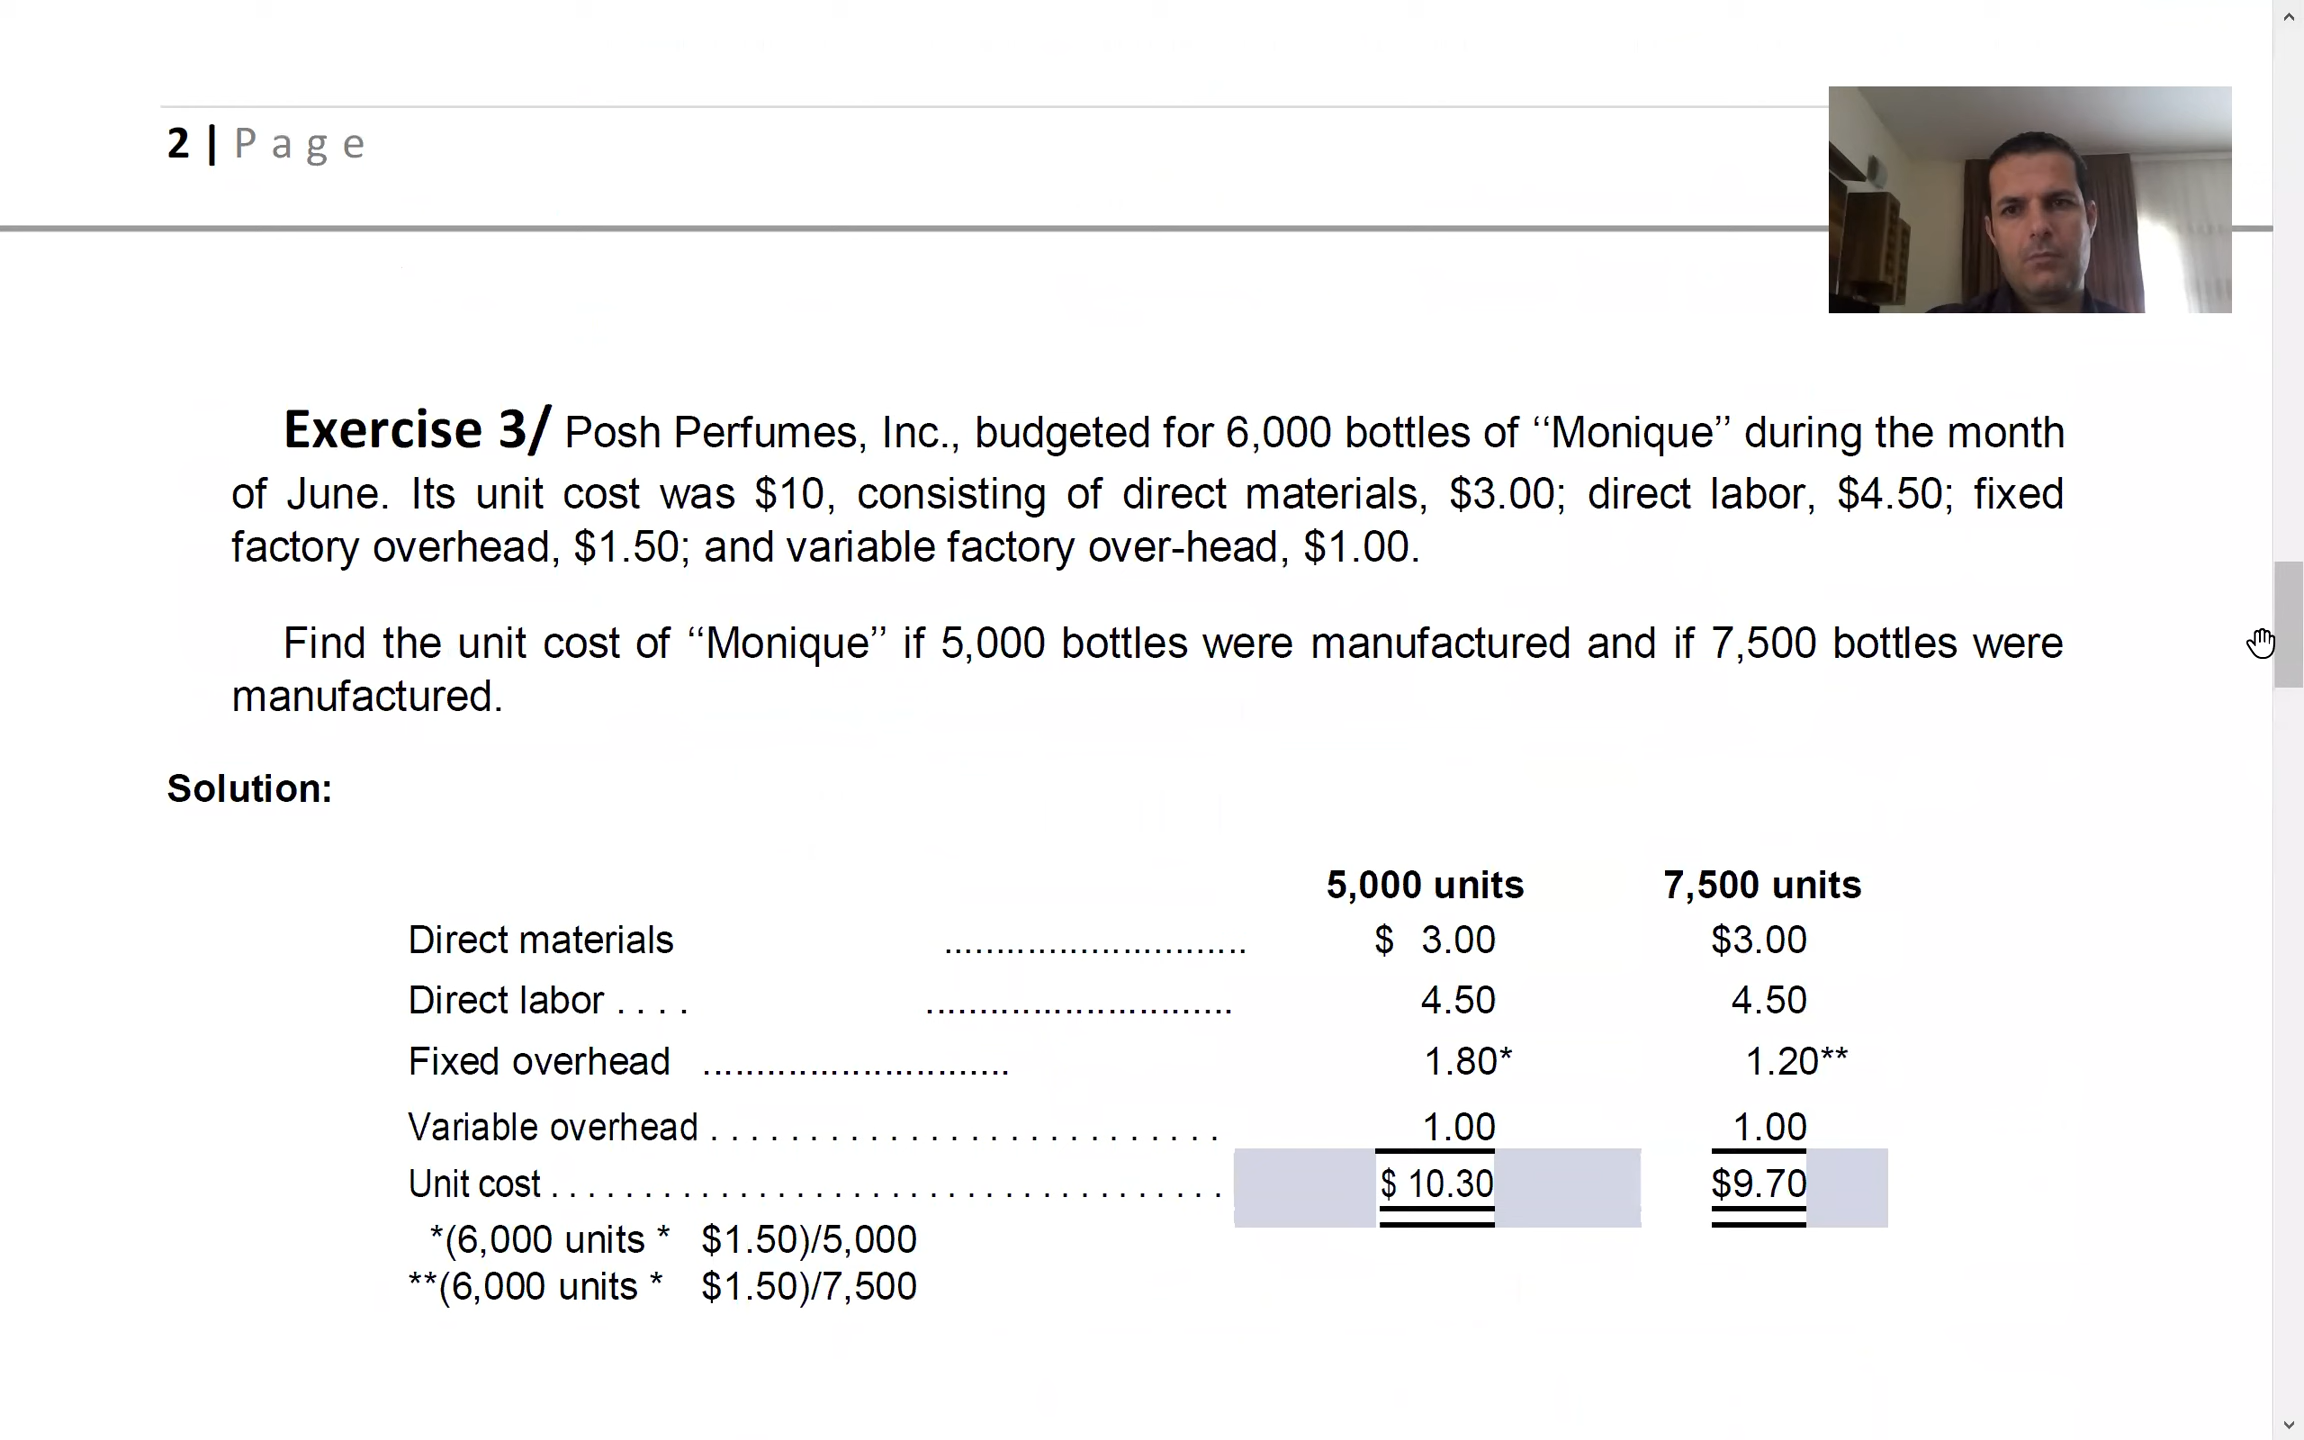 2 | P a g e
Exercise 3/ Posh Perfumes, Inc., budgeted for 6,000 bottles of ‘‘Monique’’ during the month
of June. Its unit cost was $10, consisting of direct materials, $3.00; direct labor, $4.50; fixed
factory overhead, $1.50; and variable factory over-head, $1.00.
Find the unit cost of ‘‘Monique’’ if 5,000 bottles were manufactured and if 7,500 bottles were
manufactured.
Solution:
5,000 units 7,500 units
Direct materials ............................ $ 3.00 $3.00
Direct labor . . . . ............................ 4.50 4.50
Fixed overhead ............................ 1.80* 1.20**
Variable overhead . . . . . . . . . . . . . . . . . . . . . . . . . . 1.00 1.00
Unit cost . . . . . . . . . . . . . . . . . . . . . . . . . . . . . . . . . . . . $ 10.30 $9.70
*(6,000 units * $1.50)/5,000
**(6,000 units * $1.50)/7,500